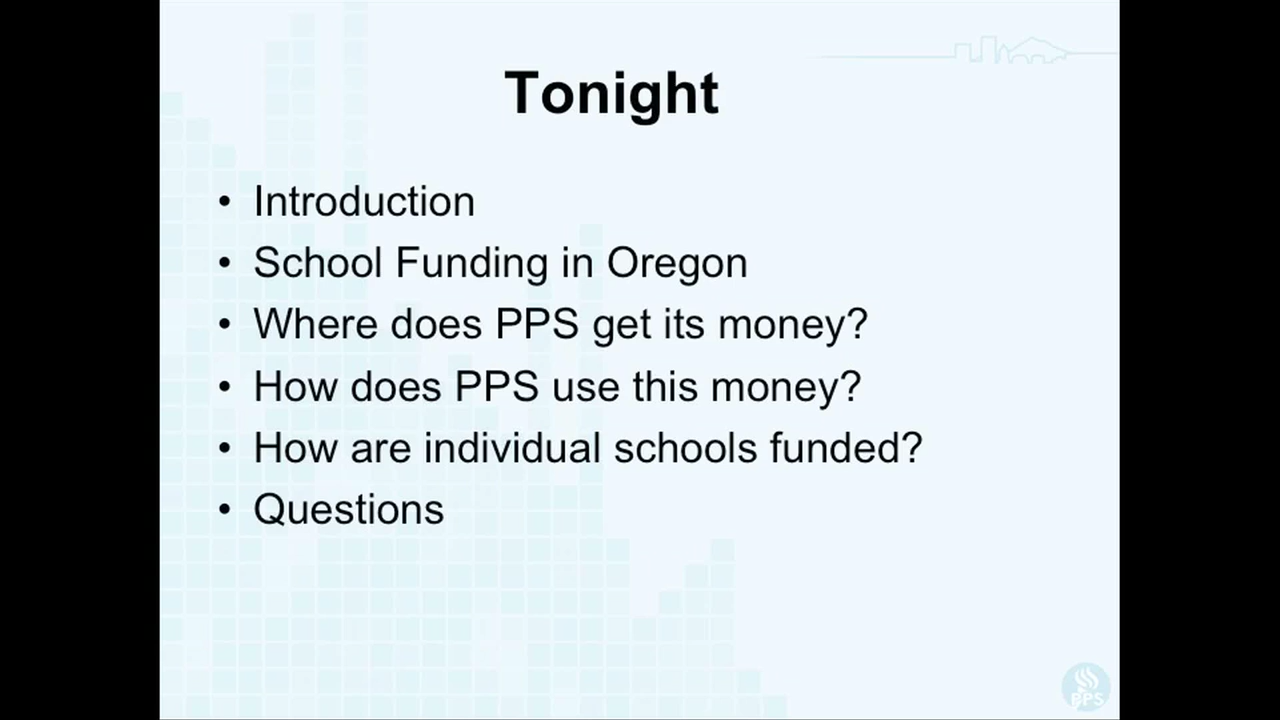 Tonight
• Introduction
• School Funding in Oregon
• Where does PPS get its money?
• How does PPS use this money?
• How are individual schools funded?
• Questions
PPS